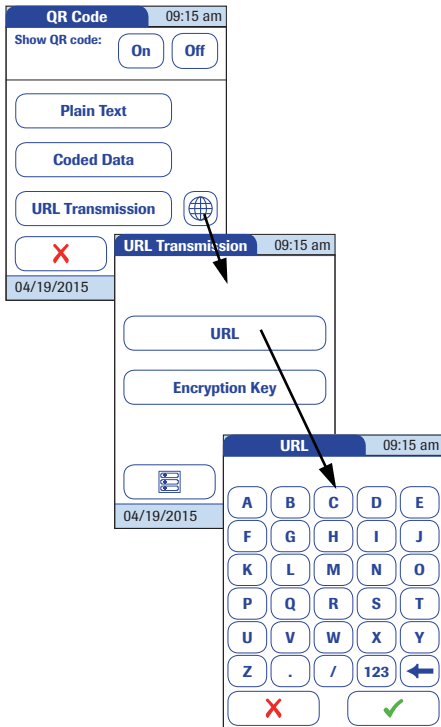 QR Code 09:15 am
Show QR code: On Off
Plain Text
Coded Data
URL Transmission
04/19/2015
URL Transmission 09:15 am
URL
Encryption Key
04/19/2015
URL 09:15 am
A B C D E
F G H I J
K L M N O
P Q R S T
U V W X Y
Z . / 123